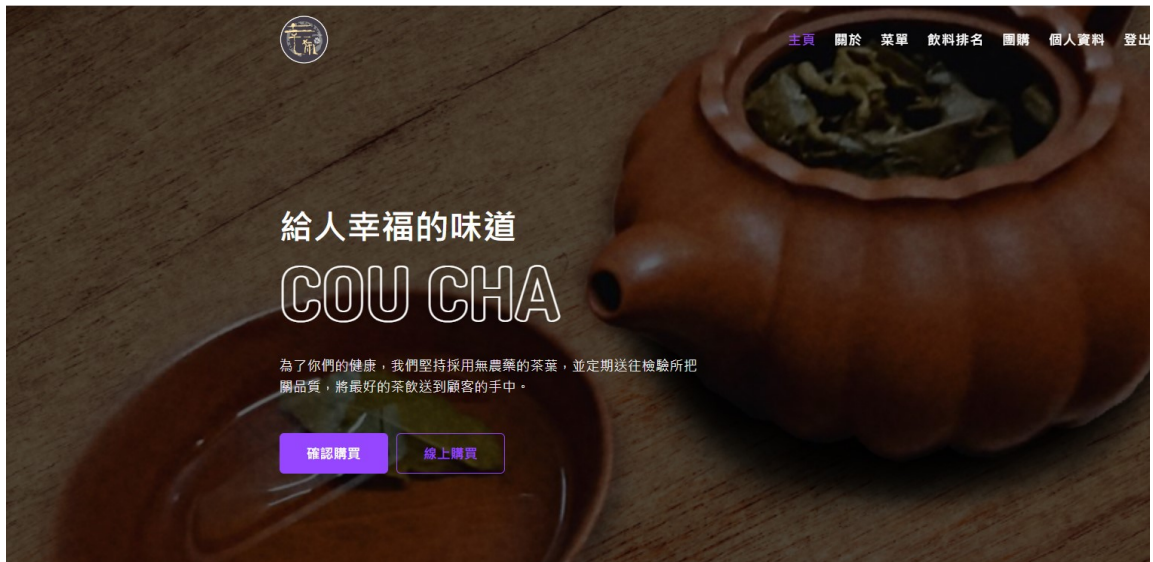 主頁 關於 菜單 飲料排名 團購 個人資料 登出
給人幸福的味道
COU CHA
為了你們的健康，我們堅持採用無農藥的茶葉，並定期送往檢驗所把
關品質，將最好的茶飲送到顧客的手中。
確認購買 線上購買